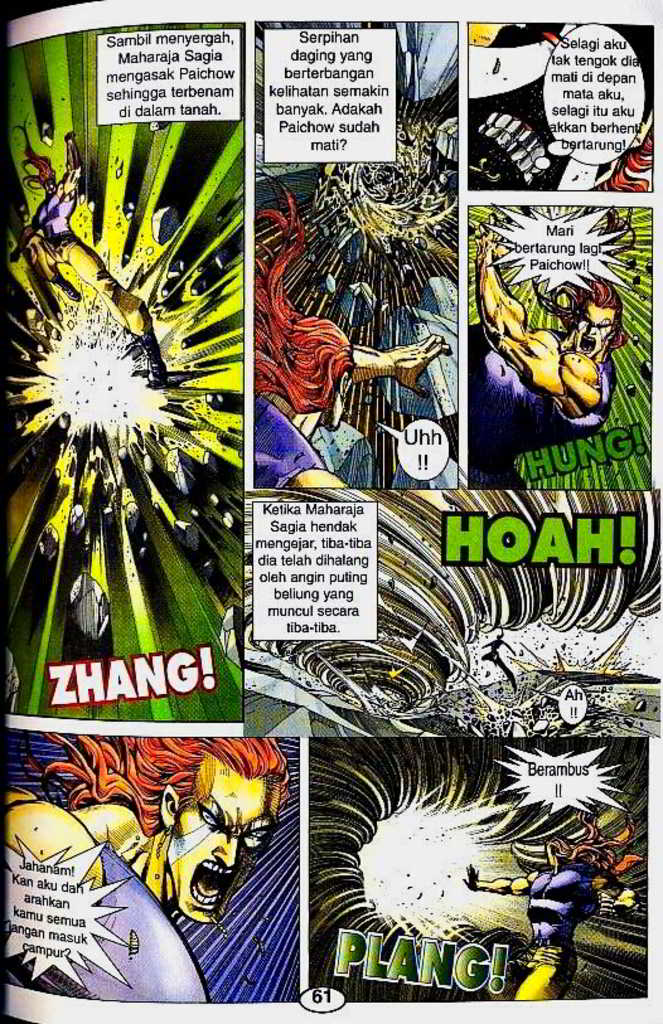 Sambil menyergah,
Maharaja Sagia
mengasak Paichow
sehingga terbenam
di dalam tanah.
ZHANG!
Serpihan
daging yang
berterbangan
kelihatan semakin
banyak. Adakah
Paichow sudah
mati?
Uhh
!!
Selagi aku
tak tengok dia
mati di depan
mata aku,
selagi itu aku
akkan berhenti
bertarung!
Mari
bertarung lagi
Paichow!!
HUNG!
Ketika Maharaja
Sagia hendak
mengejar, tiba-tiba
dia telah dihalang
oleh angin puting
beliung yang
muncul secara
tiba-tiba.
HOAH!
Ah
!!
Jahanam!
Kan aku dah
arahkan
kamu semua
jangan masuk
campur?
Berambus
!!
PLANG!
61